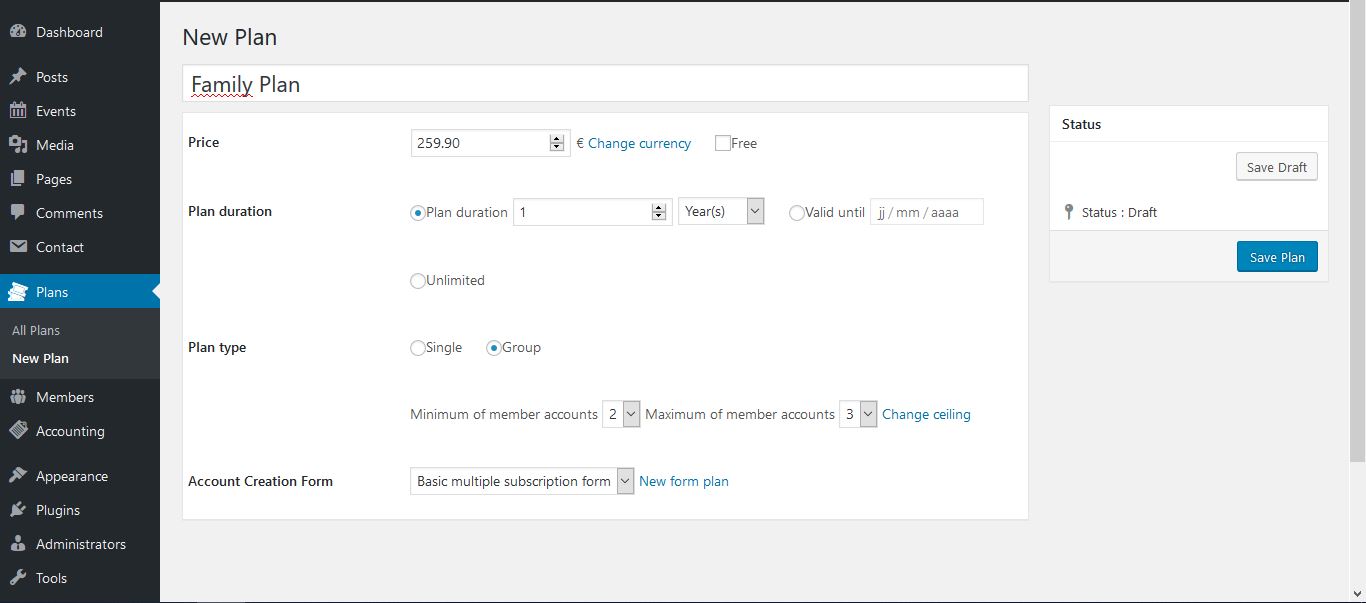 Dashboard
Posts
Events
Media
Pages
Comments
Contact
Plans
All Plans
New Plan
Members
Accounting
Appearance
Plugins
Administrators
Tools
New Plan
Family Plan
Price 259.90 € Change currency Free
Plan duration Plan duration 1 Year(s) Valid until jj / mm / aaaa
Unlimited
Plan type Single Group
Minimum of member accounts 2 Maximum of member accounts 3 Change ceiling
Account Creation Form Basic multiple subscription form New form plan
Status
Save Draft
Status : Draft
Save Plan